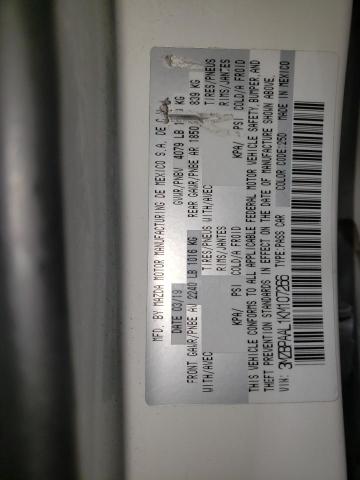 MFD. BY MAZDA MOTOR MANUFACTURING DE MEXICO S.A. DE C.
DATE 03/19 GVWR/PNBV 4079 LB KG
FRONT GAWR/PNBE AV 2240 LB 1016 KG REAR GAWR/PNBE AR 1850 839 KG
WITH/AVEC TIRES/PNEUS WITH/AVEC TIRES/PNEUS
RIMS/JANTES RIMS/JANTES
KPA/ PSI COLD/A FROID KPA/ PSI COLD/A FROID
THIS VEHICLE CONFORMS TO ALL APPLICABLE FEDERAL MOTOR VEHICLE SAFETY, BUMPER, AND
THEFT PREVENTION STANDARDS IN EFFECT ON THE DATE OF MANUFACTURE SHOWN ABOVE.
VIN: 3MZBPAAL1KM107266 TYPE:PASS CAR COLOR CODE:25D MADE IN MEXICO